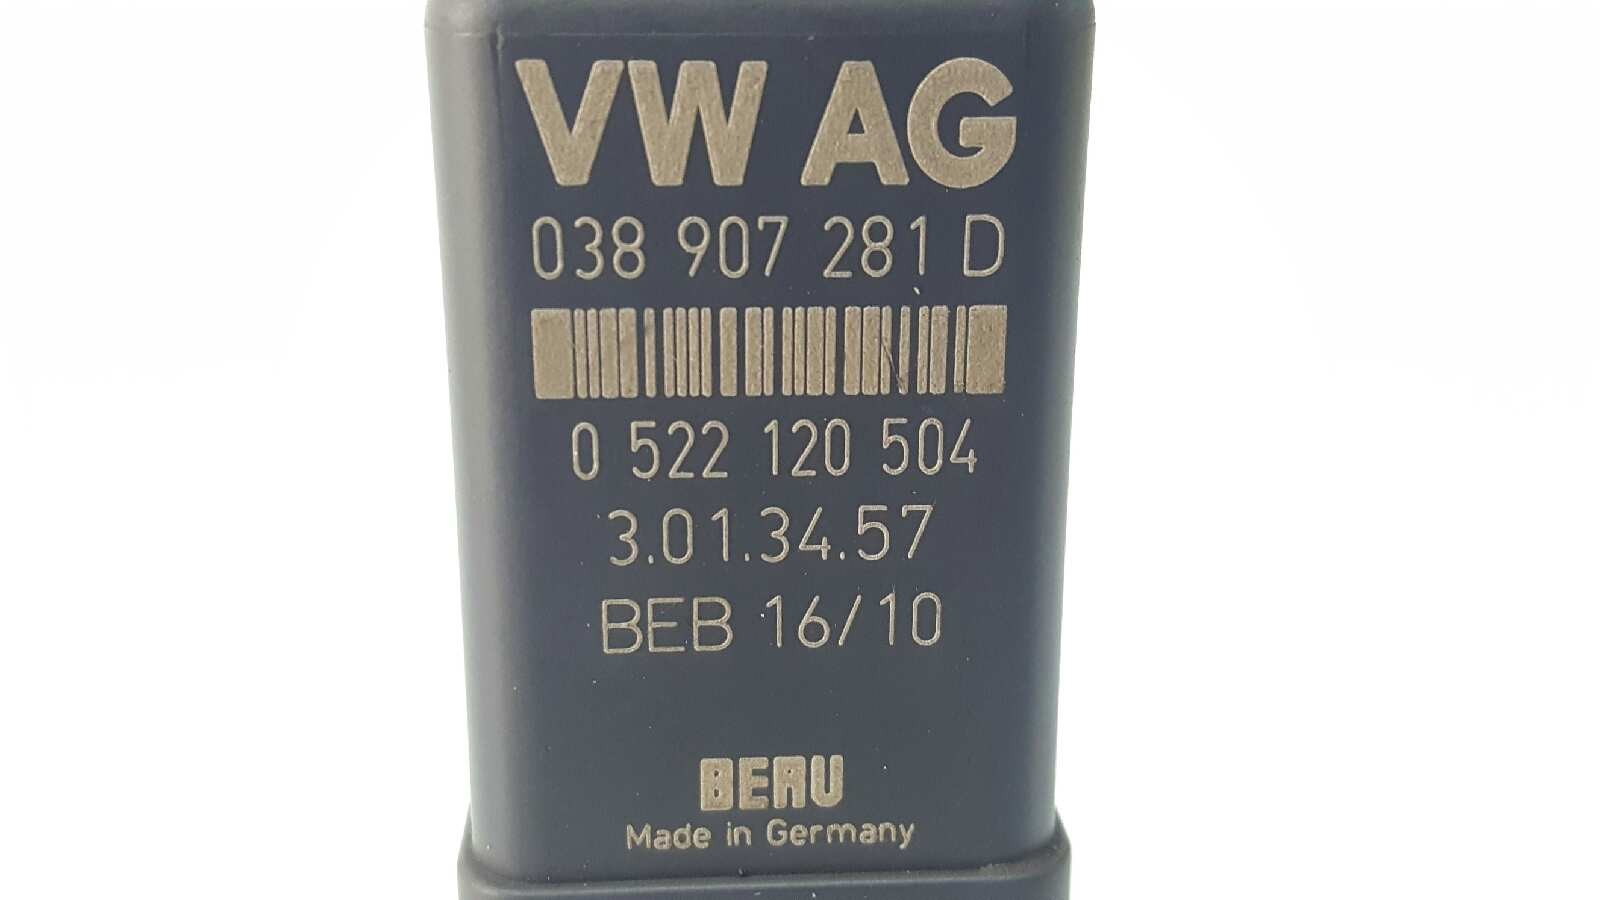 VW AG
038 907 281 D
0 522 120 504
3.01.34.57
BEB 16/10
BERU
Made in Germany